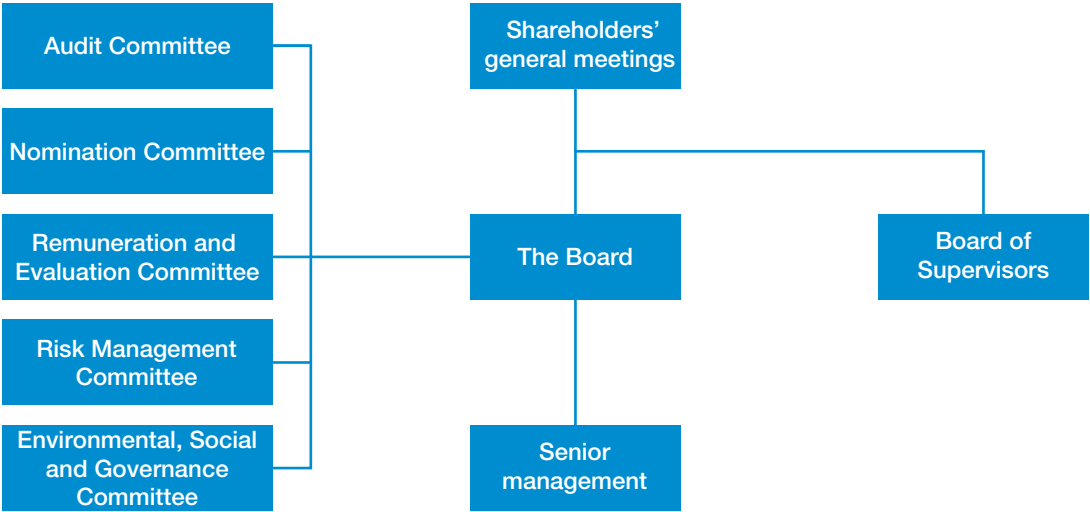 Audit Committee
Nomination Committee
Remuneration and
Evaluation Committee
Risk Management
Committee
Environmental, Social
and Governance
Committee
Shareholders’
general meetings
The Board
Senior
management
Board of
Supervisors